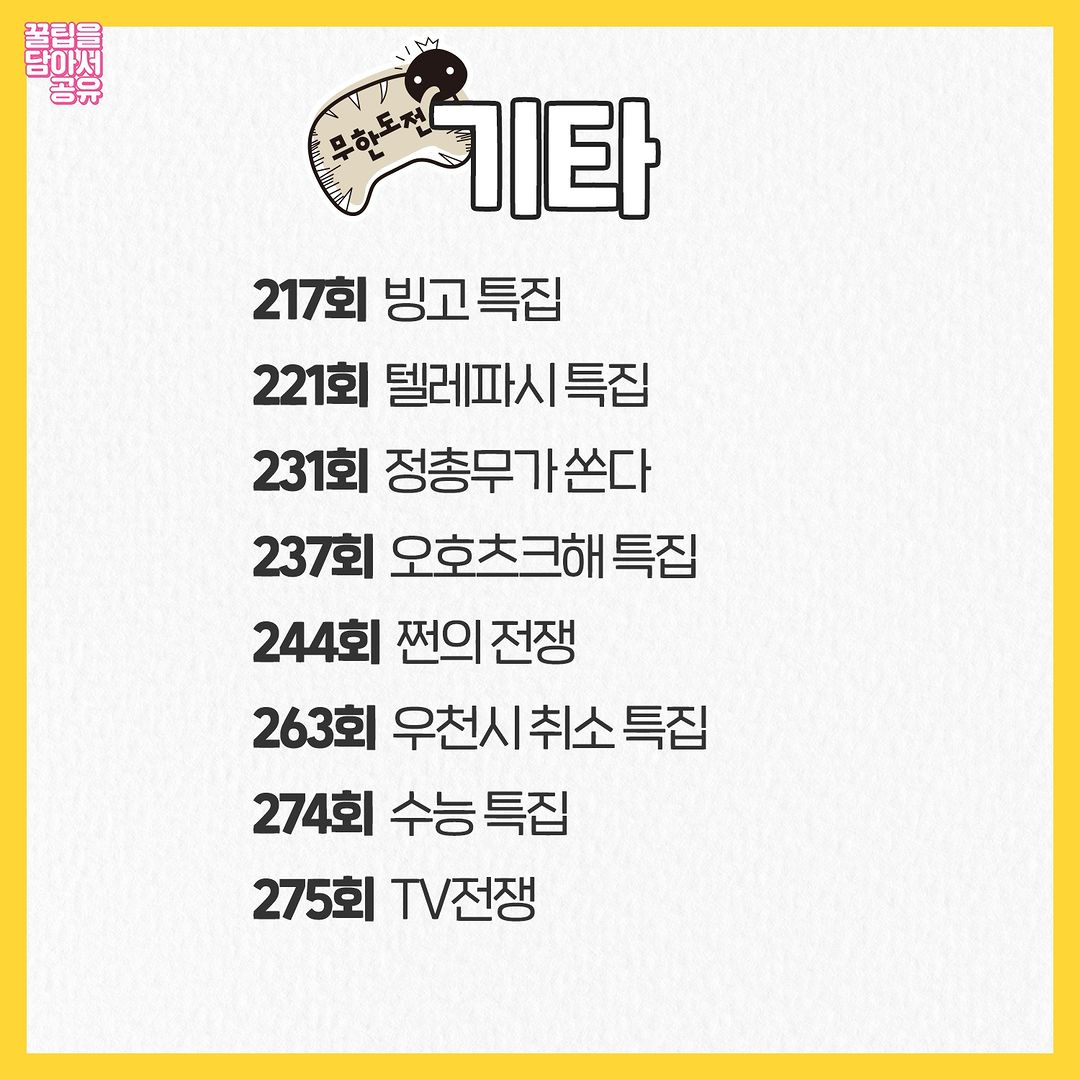 꿀팁을
담아서
공유
무한도전
기타
217회 빙고 특집
221회 텔레파시 특집
231회 정총무가 쏜다
237회 오호츠크해 특집
244회 쩐의 전쟁
263회 우천시 취소 특집
274회 수능 특집
275회 TV전쟁